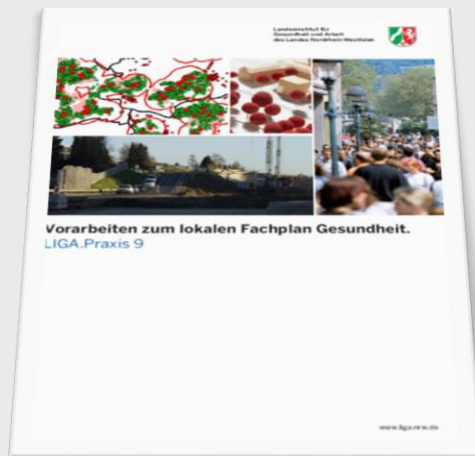 Landesinstitut für
Gesundheit und Arbeit
des Landes Nordrhein-Westfalen
Vorarbeiten zum lokalen Fachplan Gesundheit.
LIGA.Praxis 9
www.liga.nrw.de